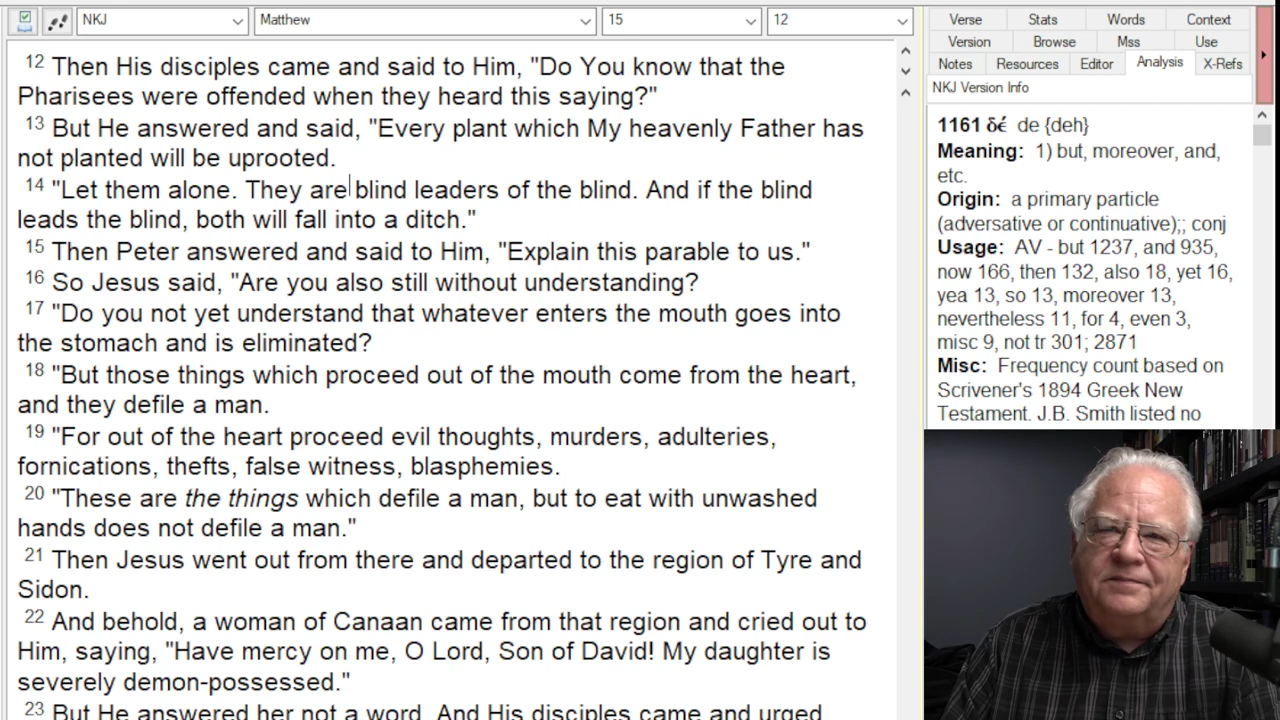 NKJ Matthew 15 12
12 Then His disciples came and said to Him, "Do You know that the
Pharisees were offended when they heard this saying?"
13 But He answered and said, "Every plant which My heavenly Father has
not planted will be uprooted.
14 "Let them alone. They are blind leaders of the blind. And if the blind
leads the blind, both will fall into a ditch."
15 Then Peter answered and said to Him, "Explain this parable to us."
16 So Jesus said, "Are you also still without understanding?
17 "Do you not yet understand that whatever enters the mouth goes into
the stomach and is eliminated?
18 "But those things which proceed out of the mouth come from the heart,
and they defile a man.
19 "For out of the heart proceed evil thoughts, murders, adulteries,
fornications, thefts, false witness, blasphemies.
20 "These are the things which defile a man, but to eat with unwashed
hands does not defile a man."
21 Then Jesus went out from there and departed to the region of Tyre and
Sidon.
22 And behold, a woman of Canaan came from that region and cried out to
Him, saying, "Have mercy on me, O Lord, Son of David! My daughter is
severely demon-possessed."
23 But He answered her not a word. And His disciples came and urged
Verse Stats Words Context
Version Browse Mss Use
Notes Resources Editor Analysis X-Refs
NKJ Version Info
1161 δέ de {deh}
Meaning: 1) but, moreover, and,
etc.
Origin: a primary particle
(adversative or continuative);; conj
Usage: AV - but 1237, and 935,
now 166, then 132, also 18, yet 16,
yea 13, so 13, moreover 13,
nevertheless 11, for 4, even 3,
misc 9, not tr 301; 2871
Misc: Frequency count based on
Scrivener's 1894 Greek New
Testament. J.B. Smith listed no